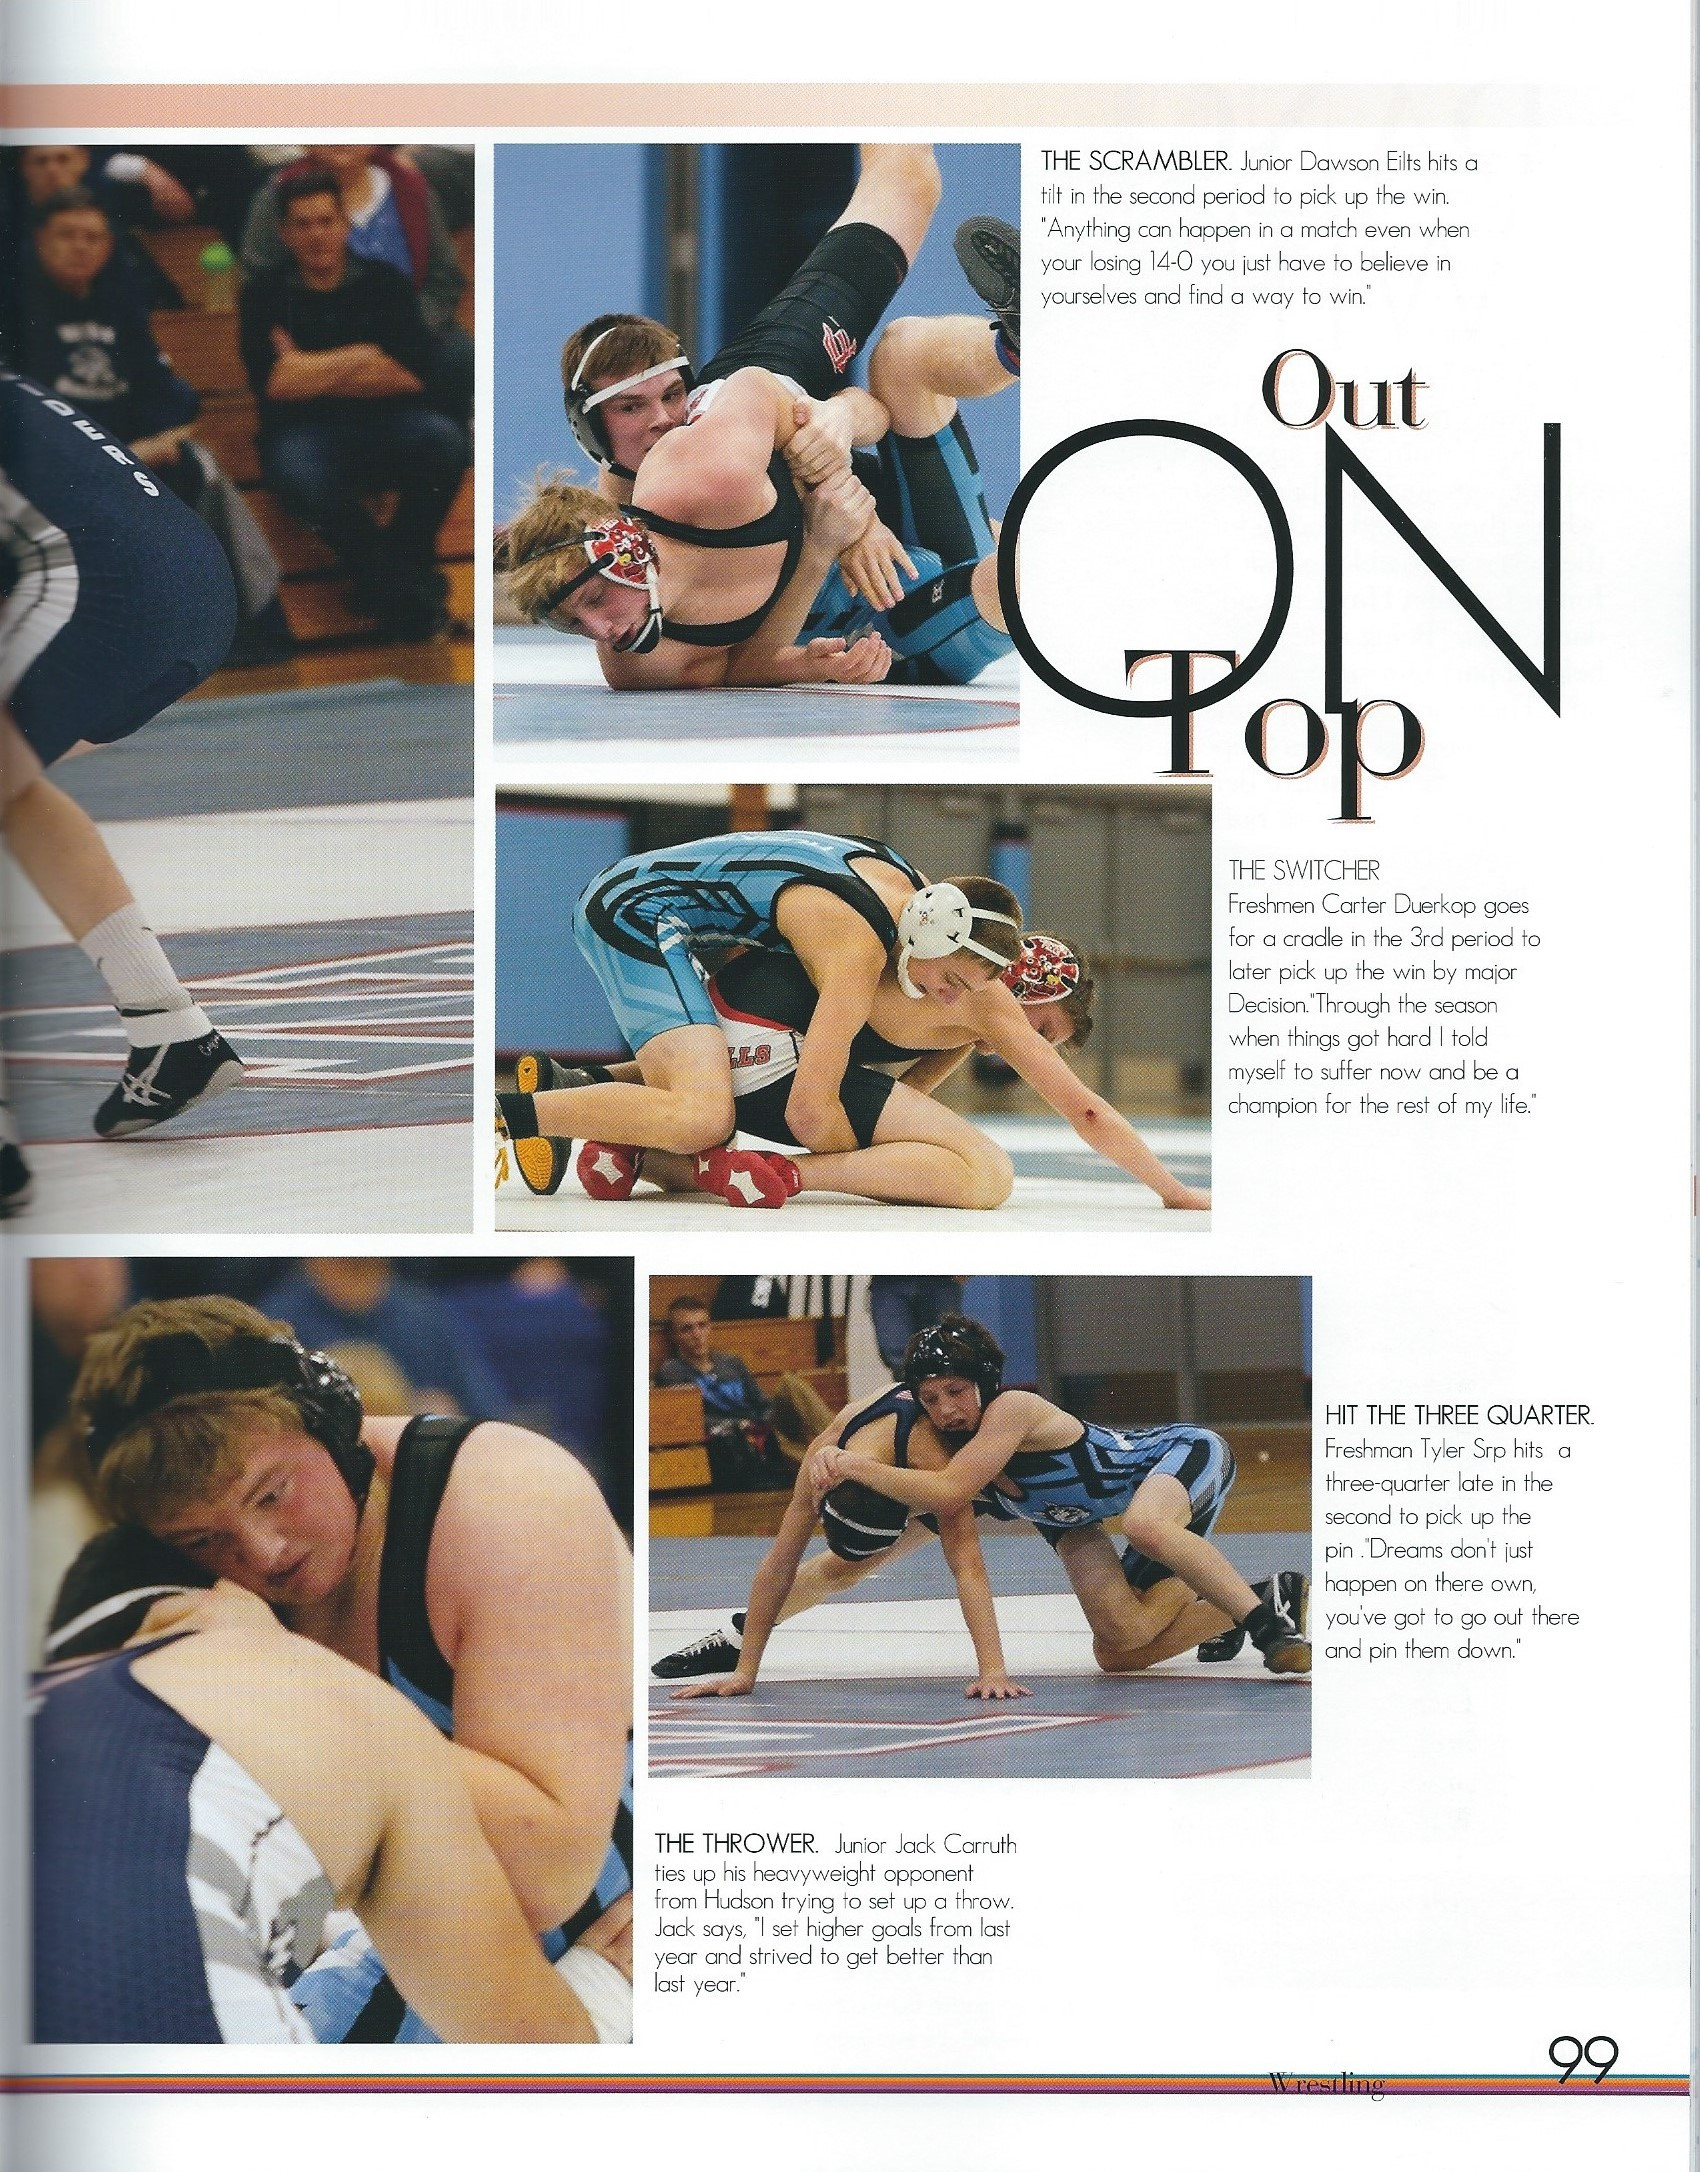 THE SCRAMBLER. Junior Dawson Eilts hits a
tilt in the second period to pick up the win.
"Anything can happen in a match even when
your losing 14-0 you just have to believe in
yourselves and find a way to win."
Out
ON
Top
THE SWITCHER
Freshmen Carter Duerkop goes
for a cradle in the 3rd period to
later pick up the win by major
Decision."Through the season
when things got hard I told
myself to suffer now and be a
champion for the rest of my life."
HIT THE THREE QUARTER.
Freshman Tyler Srp hits a
three-quarter late in the
second to pick up the
pin ."Dreams don't just
happen on there own,
you've got to go out there
and pin them down."
THE THROWER. Junior Jack Carruth
ties up his heavyweight opponent
from Hudson trying to set up a throw.
Jack says, "I set higher goals from last
year and strived to get better than
last year."
Wrestling
99